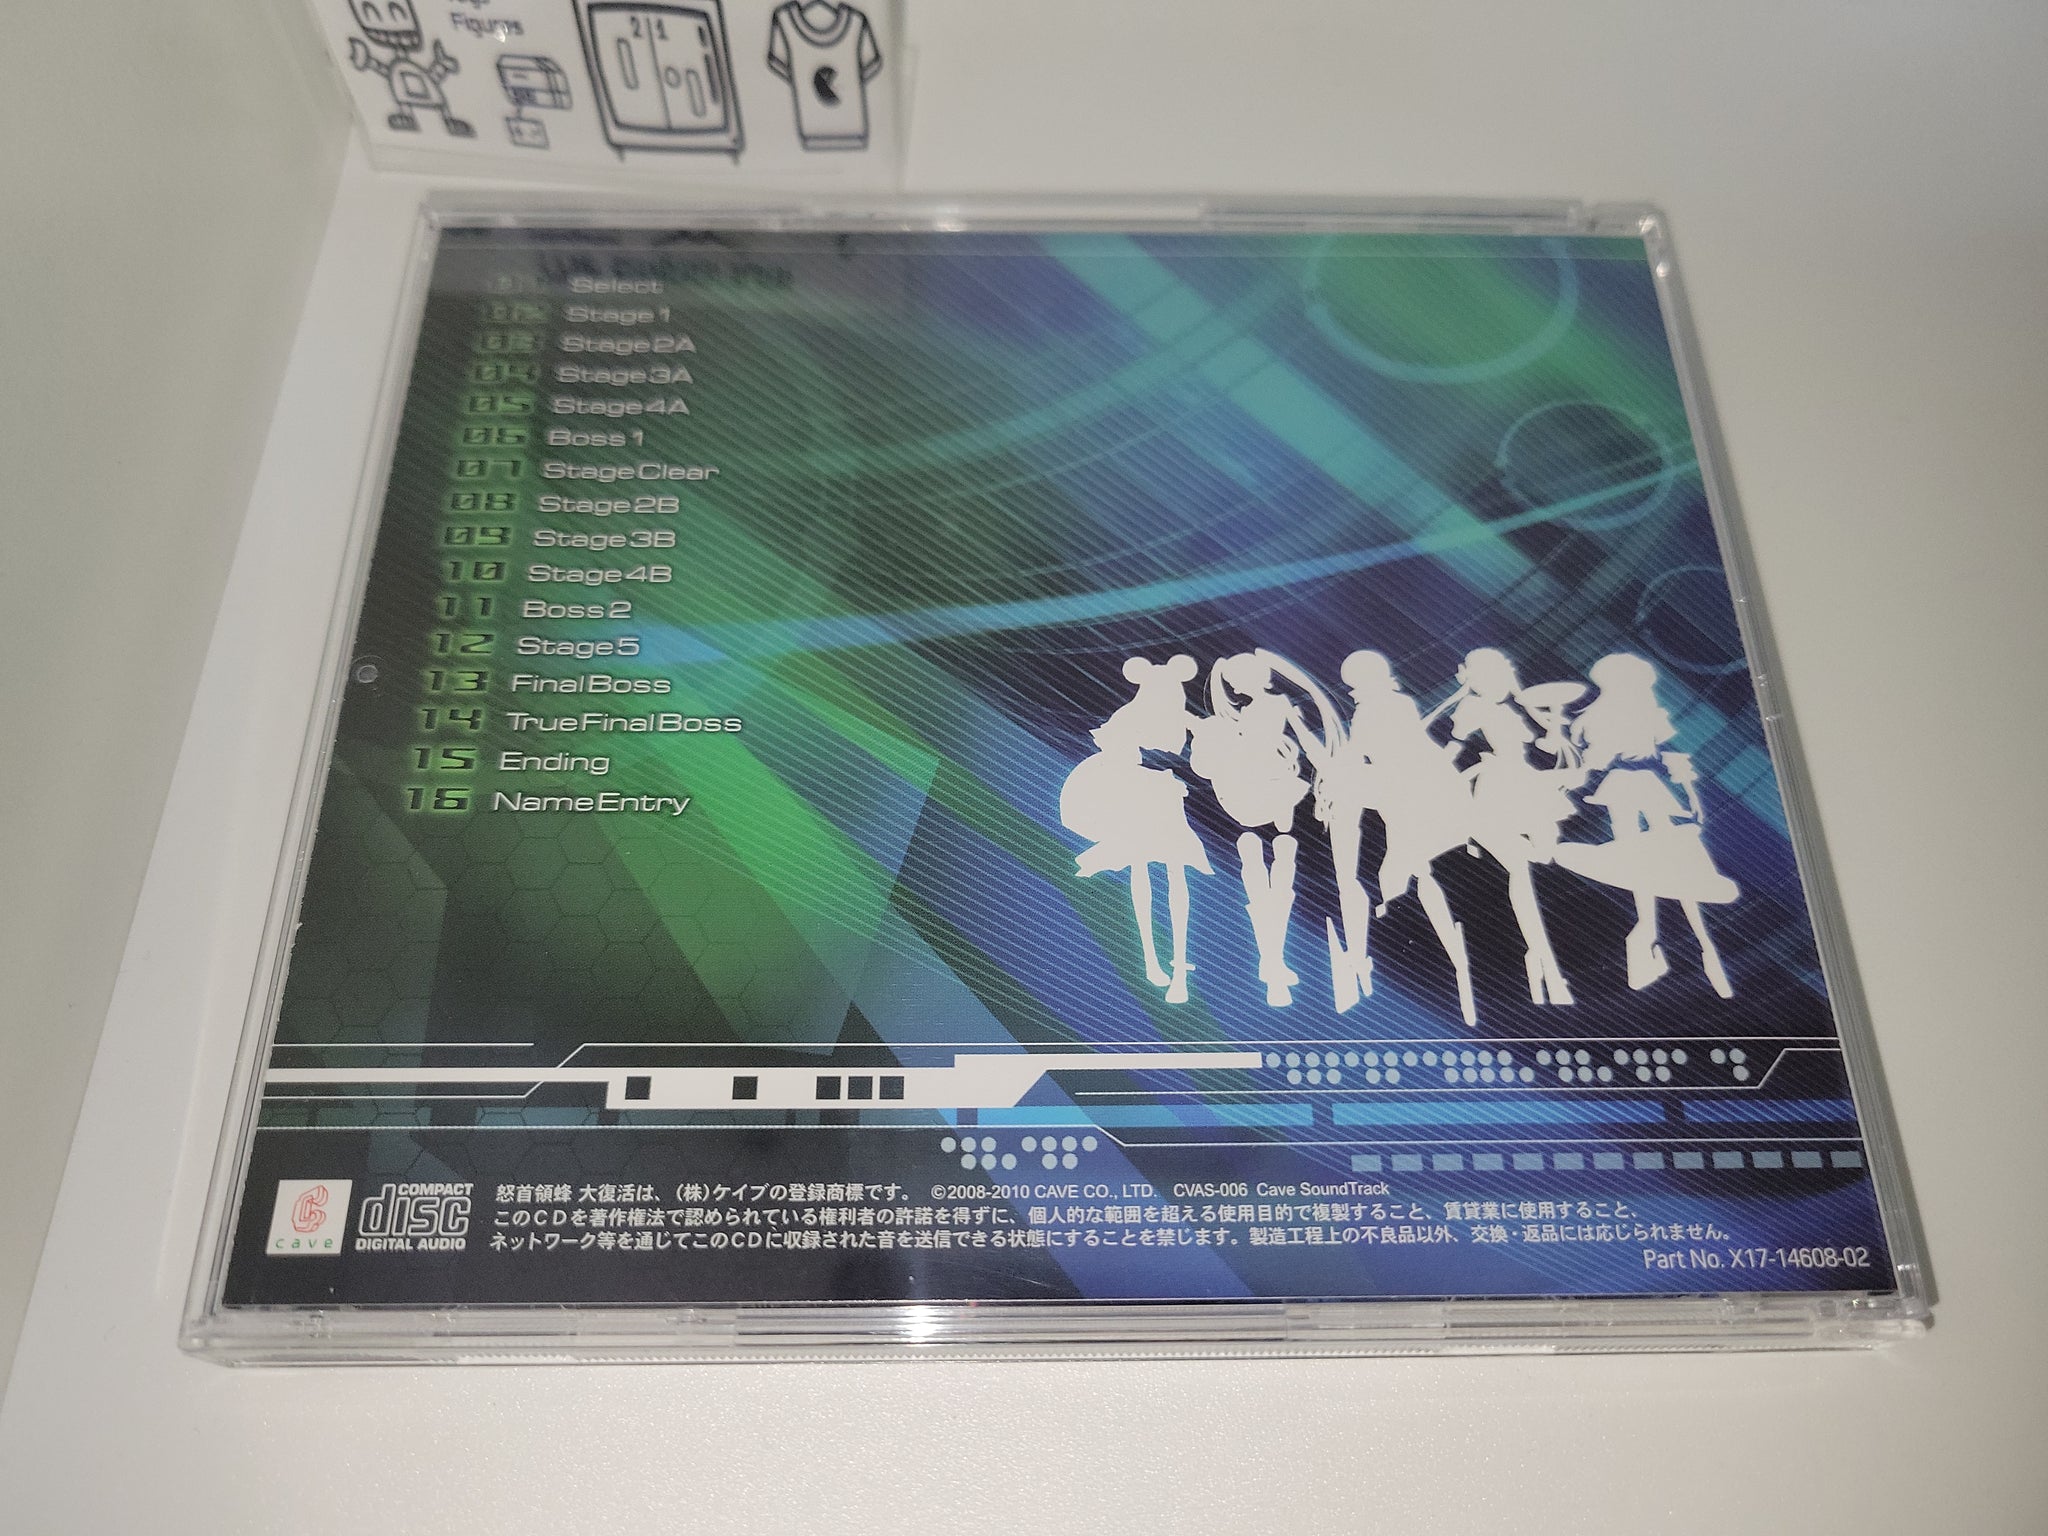 Figures
2 1
01 Select
02 Stage1
03 Stage2A
04 Stage3A
05 Stage4A
06 Boss1
07 StageClear
08 Stage2B
09 Stage3B
10 Stage4B
11 Boss2
12 Stage5
13 FinalBoss
14 TrueFinalBoss
15 Ending
16 NameEntry
cave
COMPACT
disc
DIGITAL AUDIO
怒首領蜂 大復活は、(株)ケイブの登録商標です。 ©2008-2010 CAVE CO., LTD. CVAS-006 Cave SoundTrack
このCDを著作権法で認められている権利者の許諾を得ずに、個人的な範囲を超える使用目的で複製すること、賃貸業に使用すること、
ネットワーク等を通じてこのCDに収録された音を送信できる状態にすることを禁じます。製造工程上の不良品以外、交換・返品には応じられません。
Part No. X17-14608-02